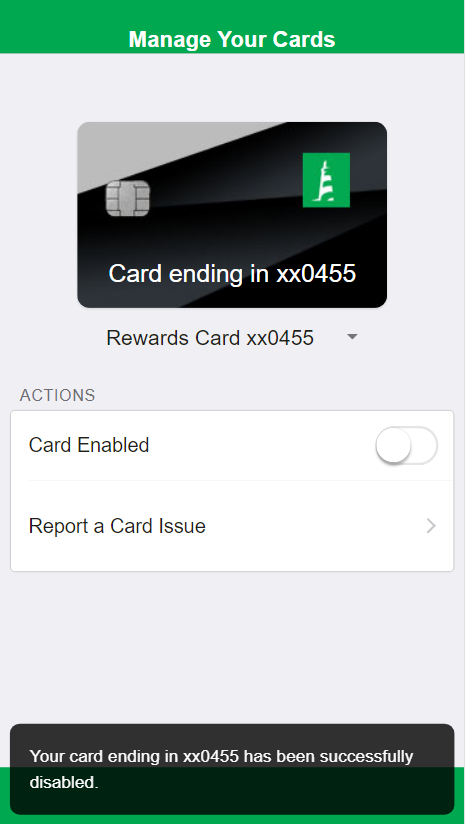 Manage Your Cards
Card ending in xx0455
Rewards Card xx0455
ACTIONS
Card Enabled
Report a Card Issue
Your card ending in xx0455 has been successfully
disabled.